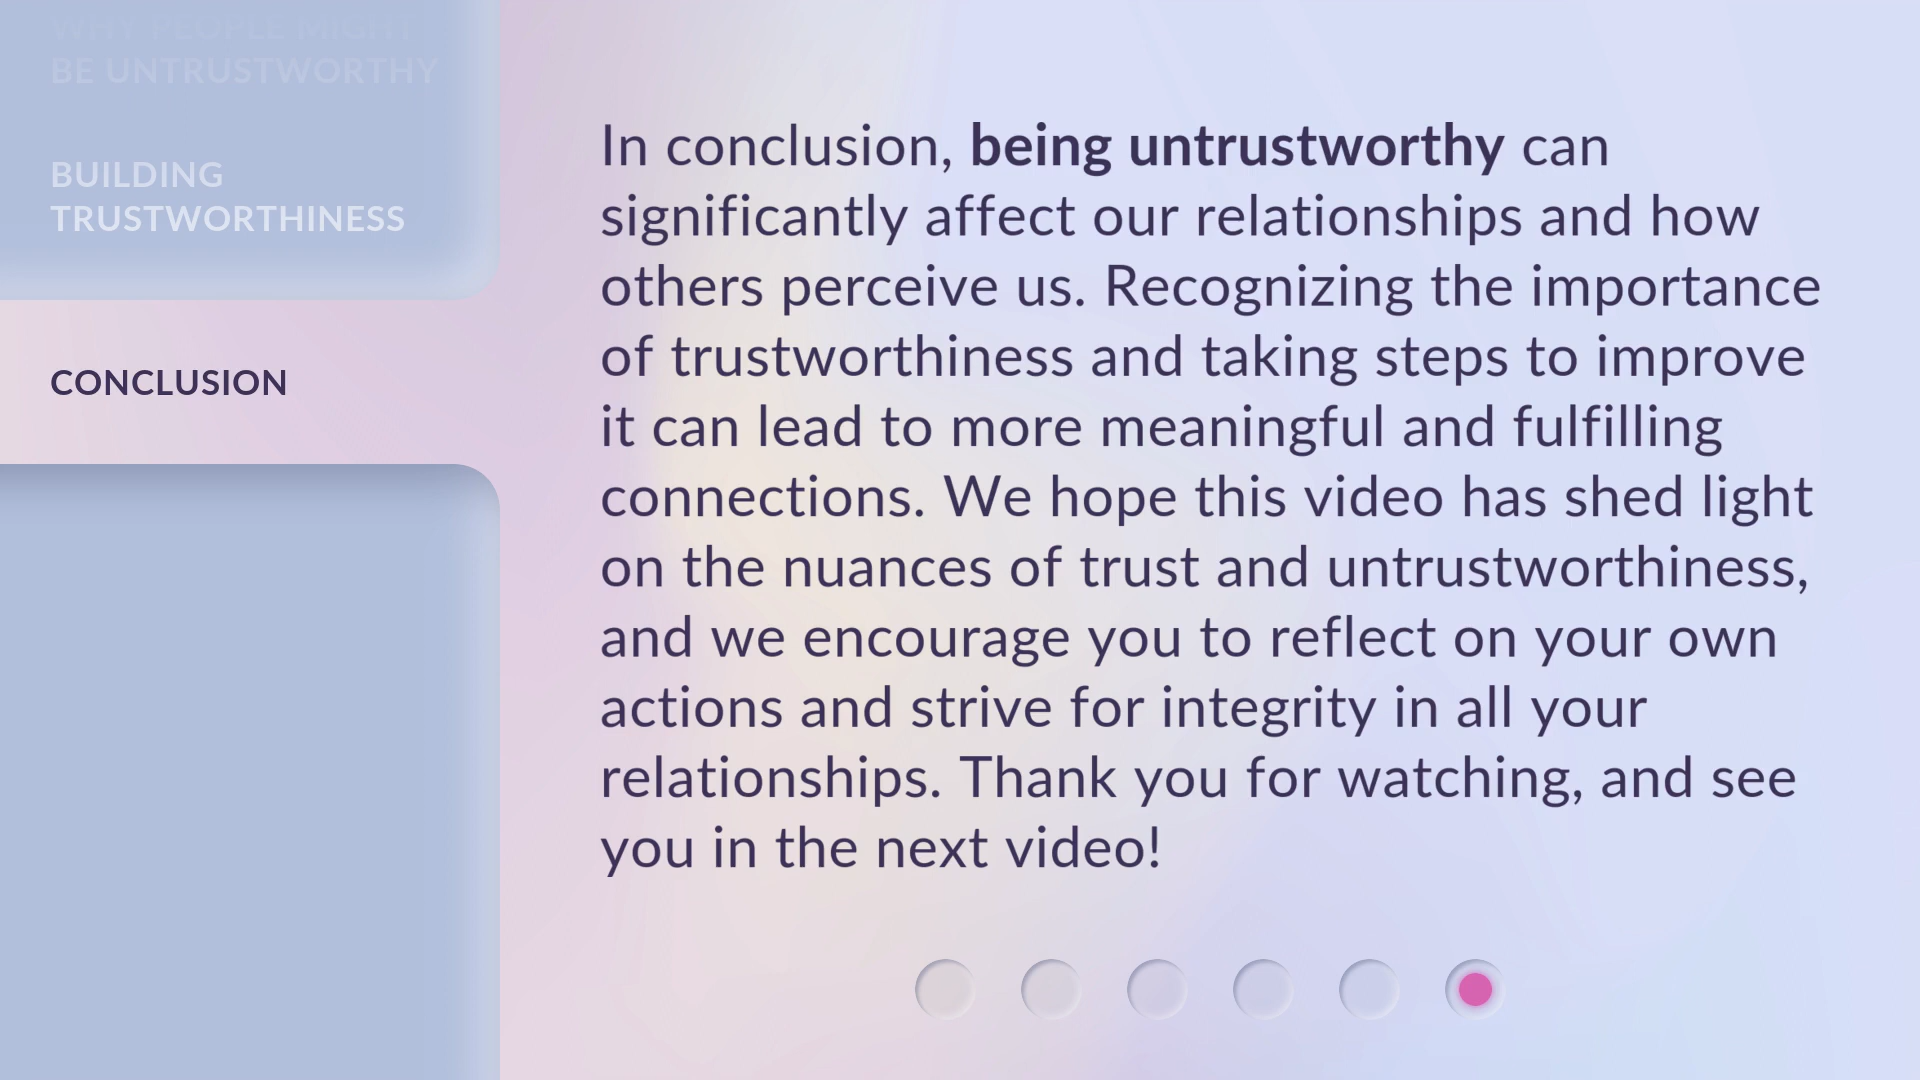 WHY PEOPLE MIGHT
BE UNTRUSTWORTHY
BUILDING
TRUSTWORTHINESS
CONCLUSION
In conclusion, being untrustworthy can
significantly affect our relationships and how
others perceive us. Recognizing the importance
of trustworthiness and taking steps to improve
it can lead to more meaningful and fulfilling
connections. We hope this video has shed light
on the nuances of trust and untrustworthiness,
and we encourage you to reflect on your own
actions and strive for integrity in all your
relationships. Thank you for watching, and see
you in the next video!